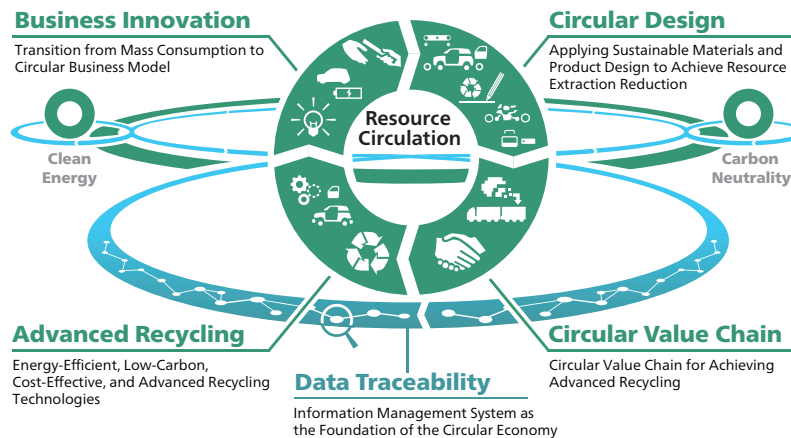 Business Innovation
Transition from Mass Consumption to
Circular Business Model
Circular Design
Applying Sustainable Materials and
Product Design to Achieve Resource
Extraction Reduction
Resource
Circulation
Clean
Energy
Carbon
Neutrality
Advanced Recycling
Energy-Efficient, Low-Carbon,
Cost-Effective, and Advanced Recycling
Technologies
Data Traceability
Information Management System as
the Foundation of the Circular Economy
Circular Value Chain
Circular Value Chain for Achieving
Advanced Recycling